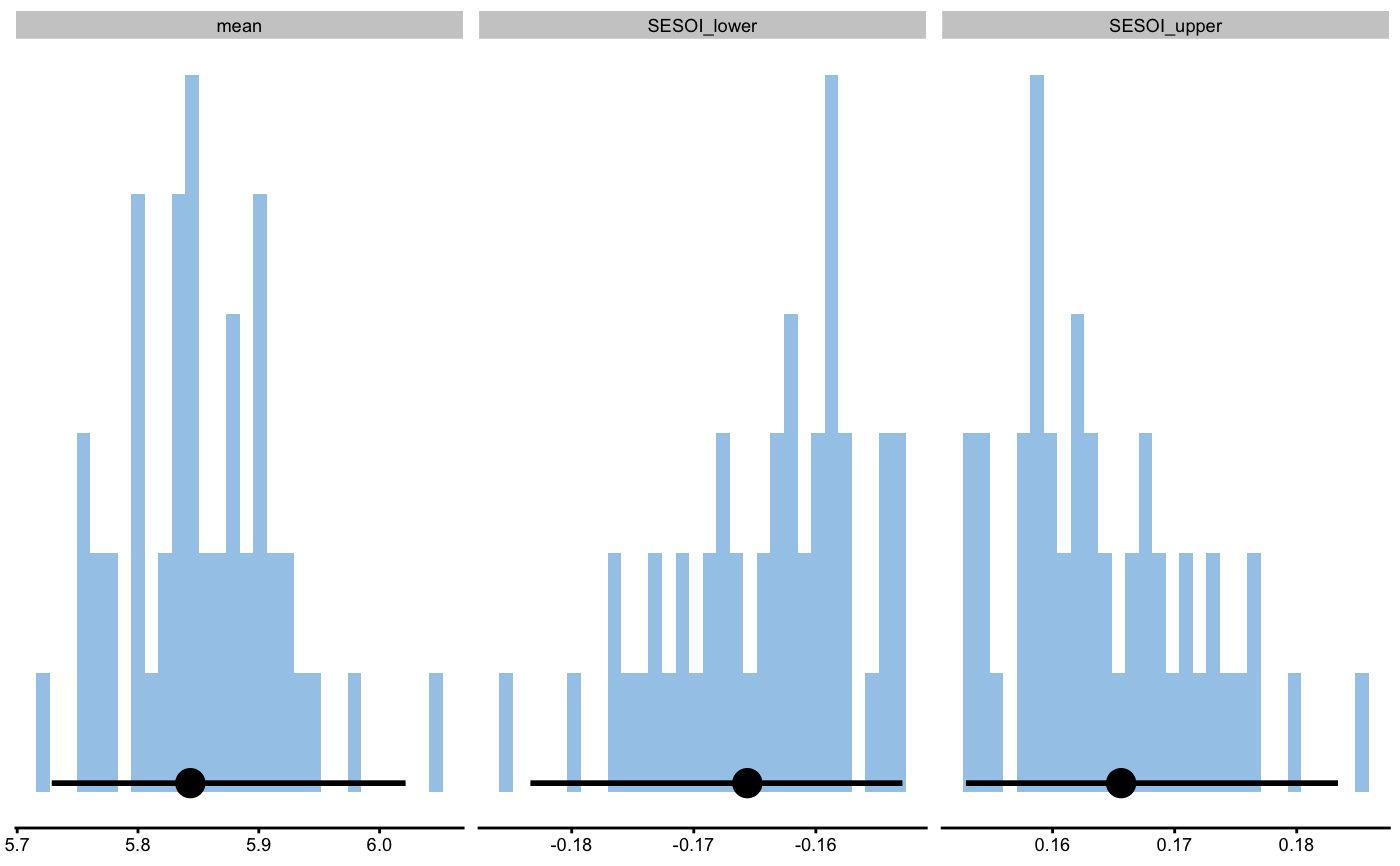 mean
SESOI_lower
SESOI_upper
5.7 5.8 5.9 6.0
-0.18 -0.17 -0.16
0.16 0.17 0.18